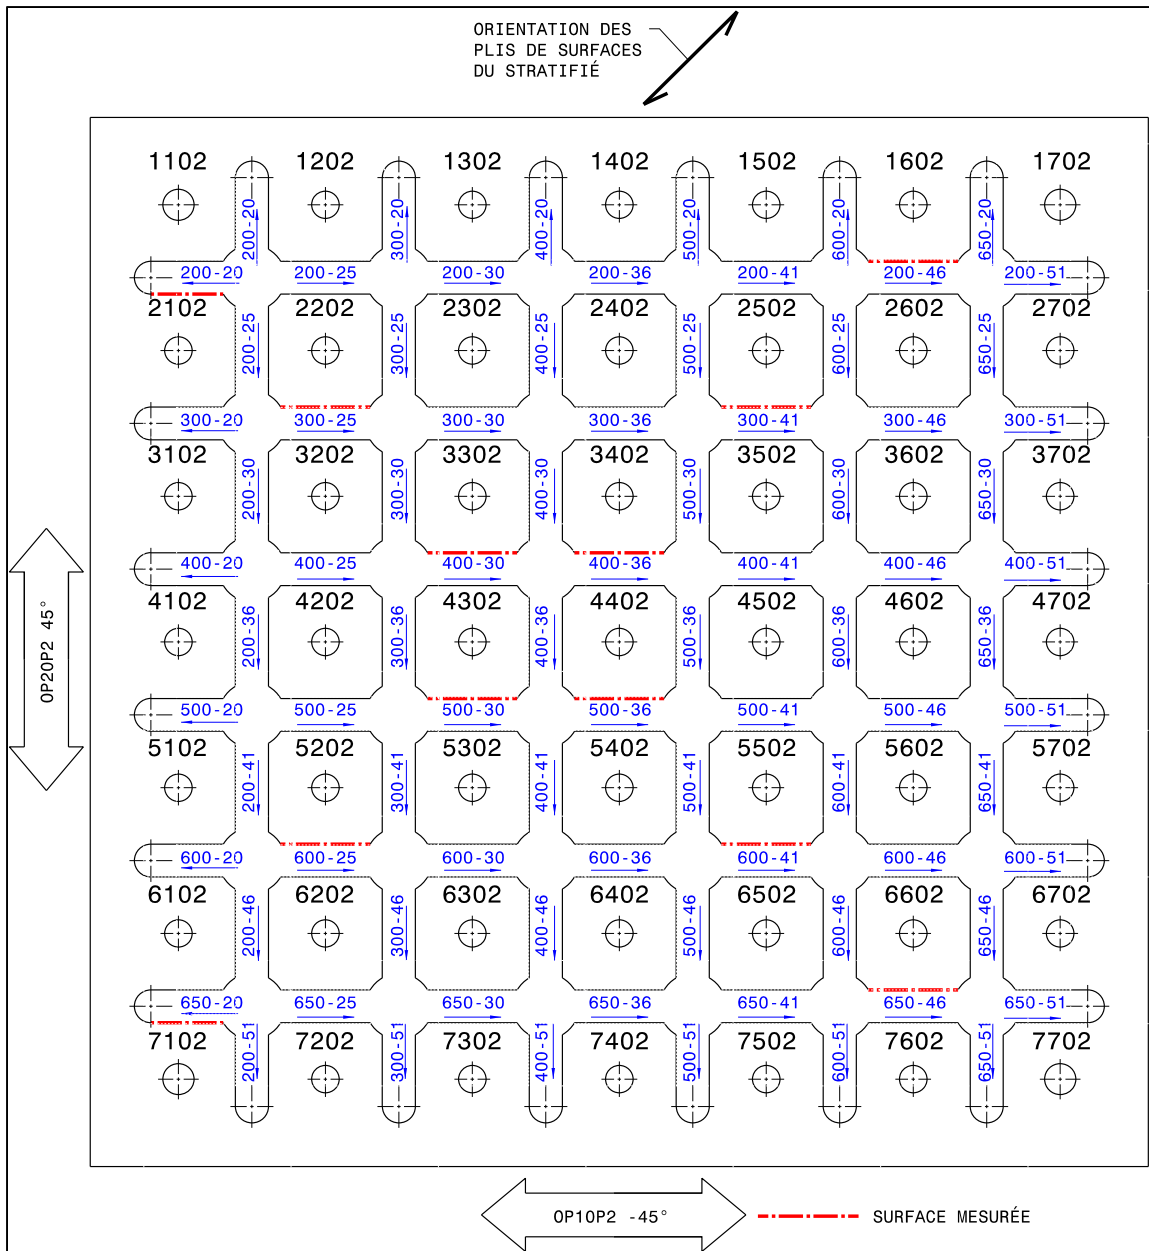 ORIENTATION DES
PLIS DE SURFACES
DU STRATIFIÉ
1102 1202 1302 1402 1502 1602 1702
200-20 300-20 400-20 500-20 600-20 650-20
200-20 200-25 200-30 200-36 200-41 200-46 200-51
2102 2202 2302 2402 2502 2602 2702
200-25 300-25 400-25 500-25 600-25 650-25
300-20 300-25 300-30 300-36 300-41 300-46 300-51
3102 3202 3302 3402 3502 3602 3702
200-30 300-30 400-30 500-30 600-30 650-30
400-20 400-25 400-30 400-36 400-41 400-46 400-51
4102 4202 4302 4402 4502 4602 4702
200-36 300-36 400-36 500-36 600-36 650-36
OP2OP2 45°
500-20 500-25 500-30 500-36 500-41 500-46 500-51
5102 5202 5302 5402 5502 5602 5702
200-41 300-41 400-41 500-41 600-41 650-41
600-20 600-25 600-30 600-36 600-41 600-46 600-51
6102 6202 6302 6402 6502 6602 6702
200-46 300-46 400-46 500-46 600-46 650-46
650-20 650-25 650-30 650-36 650-41 650-46 650-51
7102 7202 7302 7402 7502 7602 7702
200-51 300-51 400-51 500-51 600-51 650-51
OP1OP2 -45°
SURFACE MESURÉE